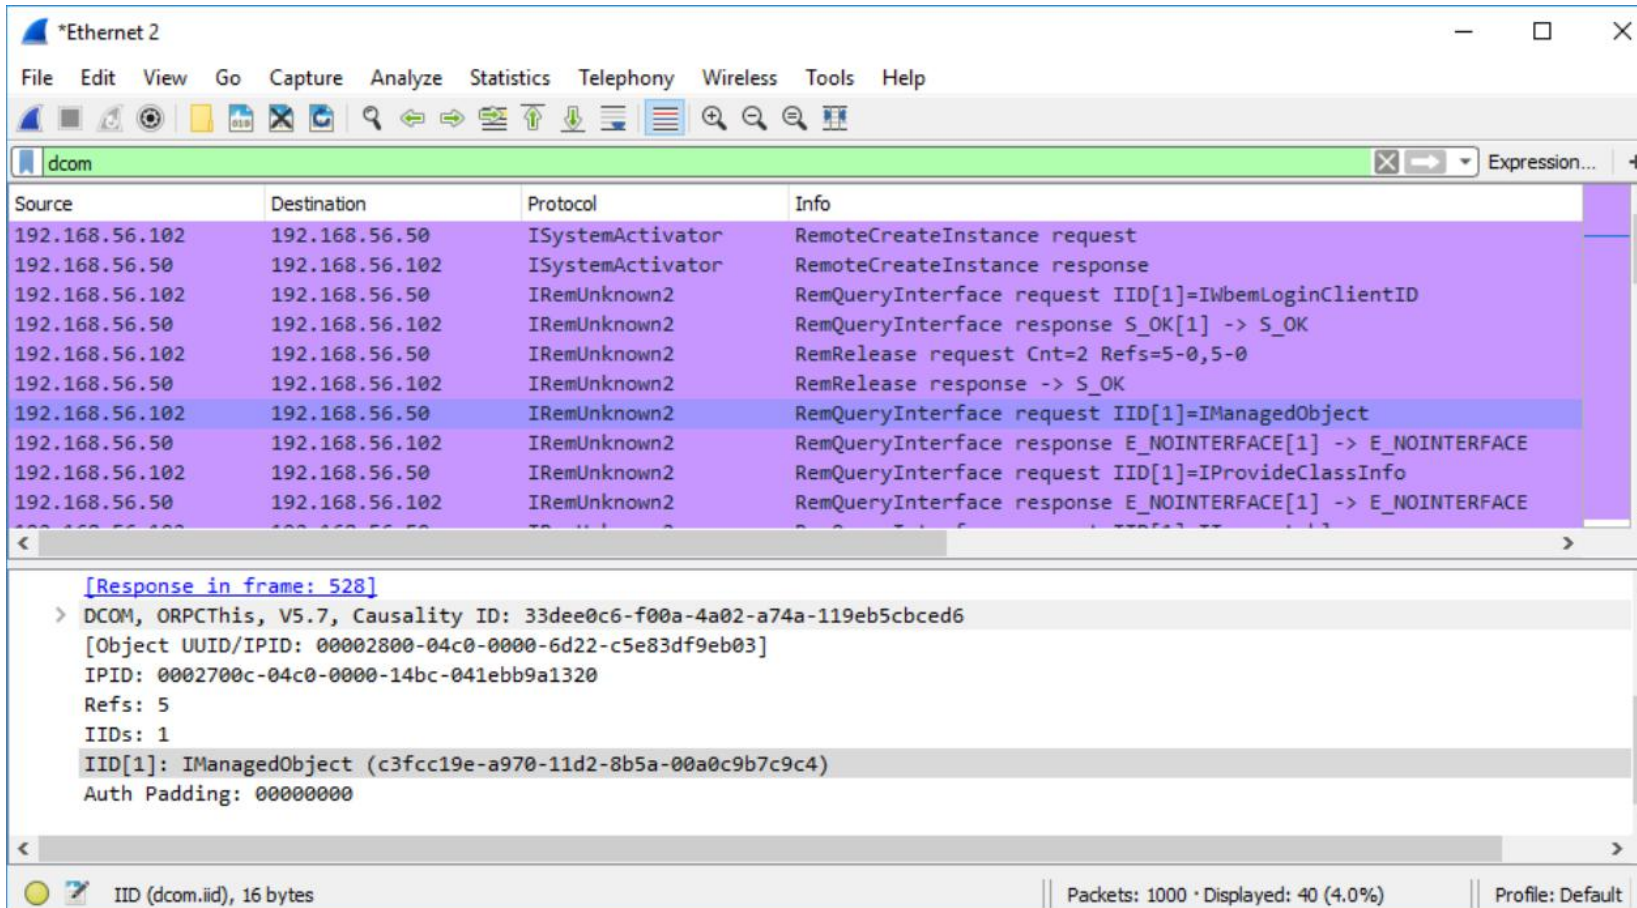 *Ethernet 2
File Edit View Go Capture Analyze Statistics Telephony Wireless Tools Help
dcom Expression... +
Source Destination Protocol Info
192.168.56.102 192.168.56.50 ISystemActivator RemoteCreateInstance request
192.168.56.50 192.168.56.102 ISystemActivator RemoteCreateInstance response
192.168.56.102 192.168.56.50 IRemUnknown2 RemQueryInterface request IID[1]=IWbemLoginClientID
192.168.56.50 192.168.56.102 IRemUnknown2 RemQueryInterface response S_OK[1] -> S_OK
192.168.56.102 192.168.56.50 IRemUnknown2 RemRelease request Cnt=2 Refs=5-0,5-0
192.168.56.50 192.168.56.102 IRemUnknown2 RemRelease response -> S_OK
192.168.56.102 192.168.56.50 IRemUnknown2 RemQueryInterface request IID[1]=IManagedObject
192.168.56.50 192.168.56.102 IRemUnknown2 RemQueryInterface response E_NOINTERFACE[1] -> E_NOINTERFACE
192.168.56.102 192.168.56.50 IRemUnknown2 RemQueryInterface request IID[1]=IProvideClassInfo
192.168.56.50 192.168.56.102 IRemUnknown2 RemQueryInterface response E_NOINTERFACE[1] -> E_NOINTERFACE
[Response in frame: 528]
> DCOM, ORPCThis, V5.7, Causality ID: 33dee0c6-f00a-4a02-a74a-119eb5cbced6
[Object UUID/IPID: 00002800-04c0-0000-6d22-c5e83df9eb03]
IPID: 0002700c-04c0-0000-14bc-041ebb9a1320
Refs: 5
IIDs: 1
IID[1]: IManagedObject (c3fcc19e-a970-11d2-8b5a-00a0c9b7c9c4)
Auth Padding: 00000000
IID (dcom.iid), 16 bytes Packets: 1000 · Displayed: 40 (4.0%) Profile: Default